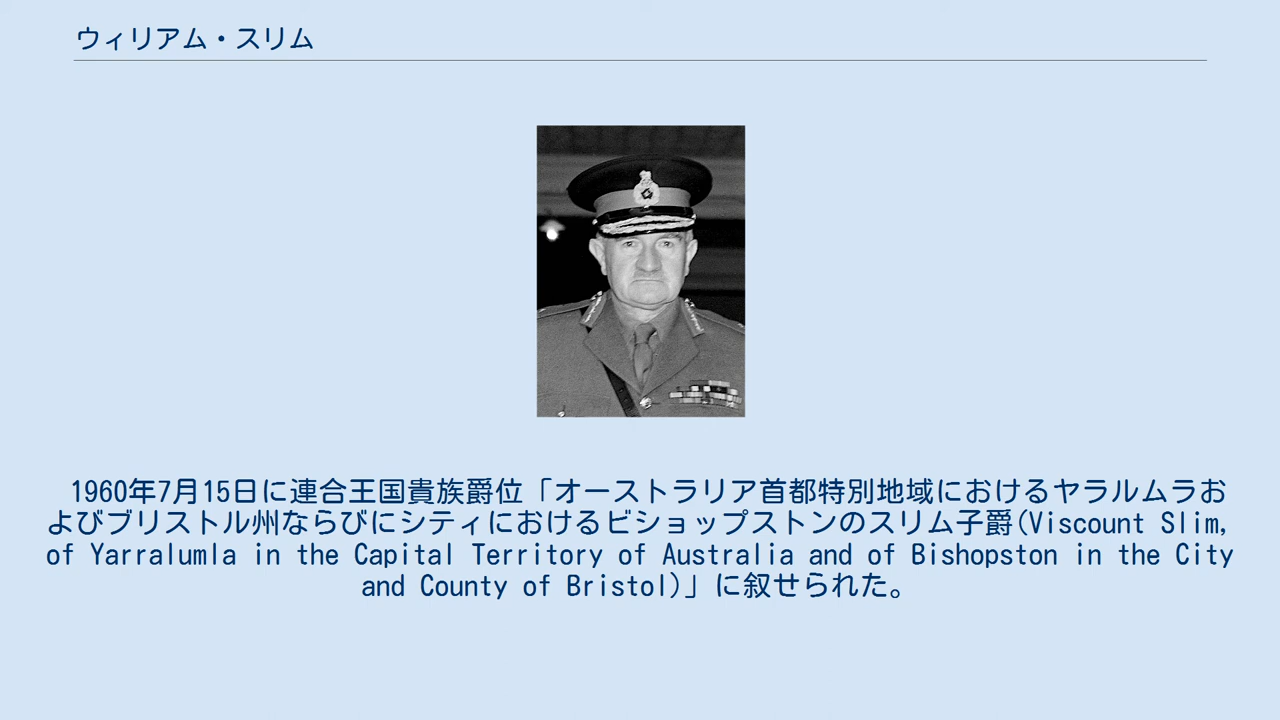 ウィリアム・スリム
1960年7月15日に連合王国貴族爵位「オーストラリア首都特別地域におけるヤラルムラお
よびブリストル州ならびにシティにおけるビショップストンのスリム子爵(Viscount Slim,
of Yarralumla in the Capital Territory of Australia and of Bishopston in the City
and County of Bristol)」に叙せられた。